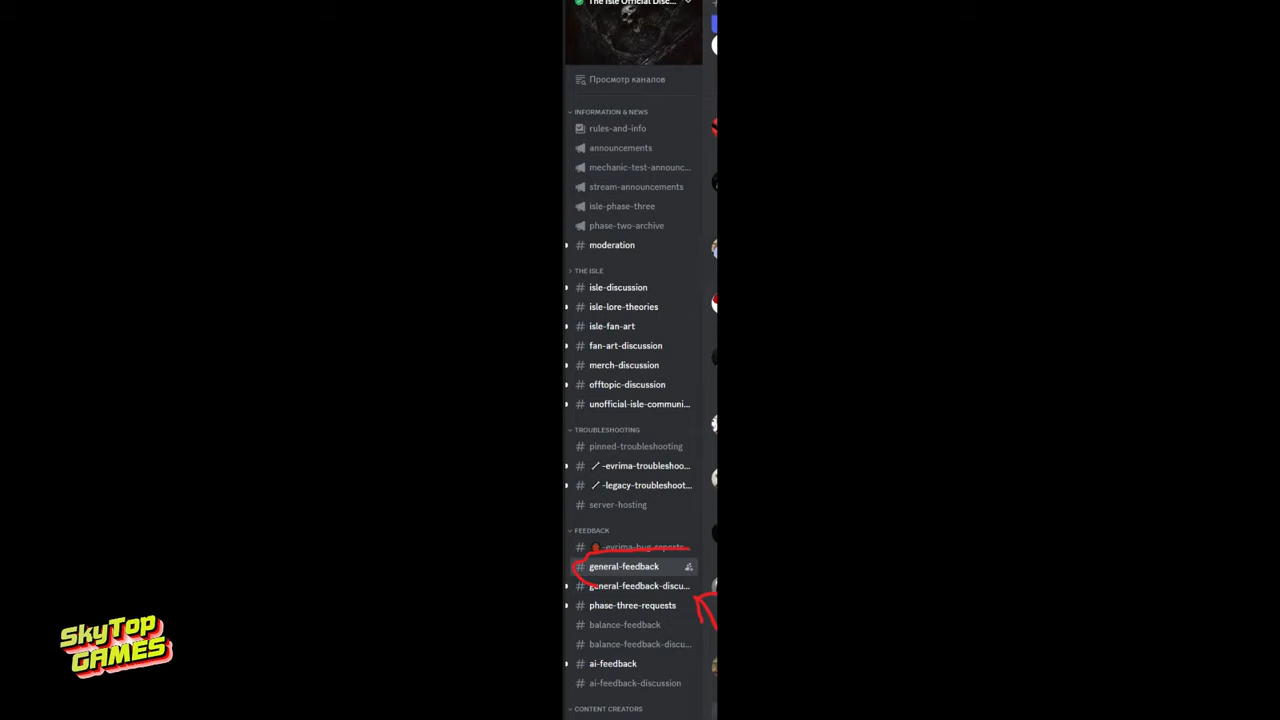 The Isle Official Disc...
Просмотр каналов
INFORMATION & NEWS
rules-and-info
announcements
mechanic-test-announc...
stream-announcements
isle-phase-three
phase-two-archive
moderation
THE ISLE
isle-discussion
isle-lore-theories
isle-fan-art
fan-art-discussion
merch-discussion
offtopic-discussion
unofficial-isle-communi...
TROUBLESHOOTING
pinned-troubleshooting
-evrima-troubleshoo...
-legacy-troubleshoot...
server-hosting
FEEDBACK
-evrima-bug-reports
general-feedback
general-feedback-discu...
phase-three-requests
balance-feedback
balance-feedback-discu...
ai-feedback
ai-feedback-discussion
CONTENT CREATORS
SKYTOP
GAMES